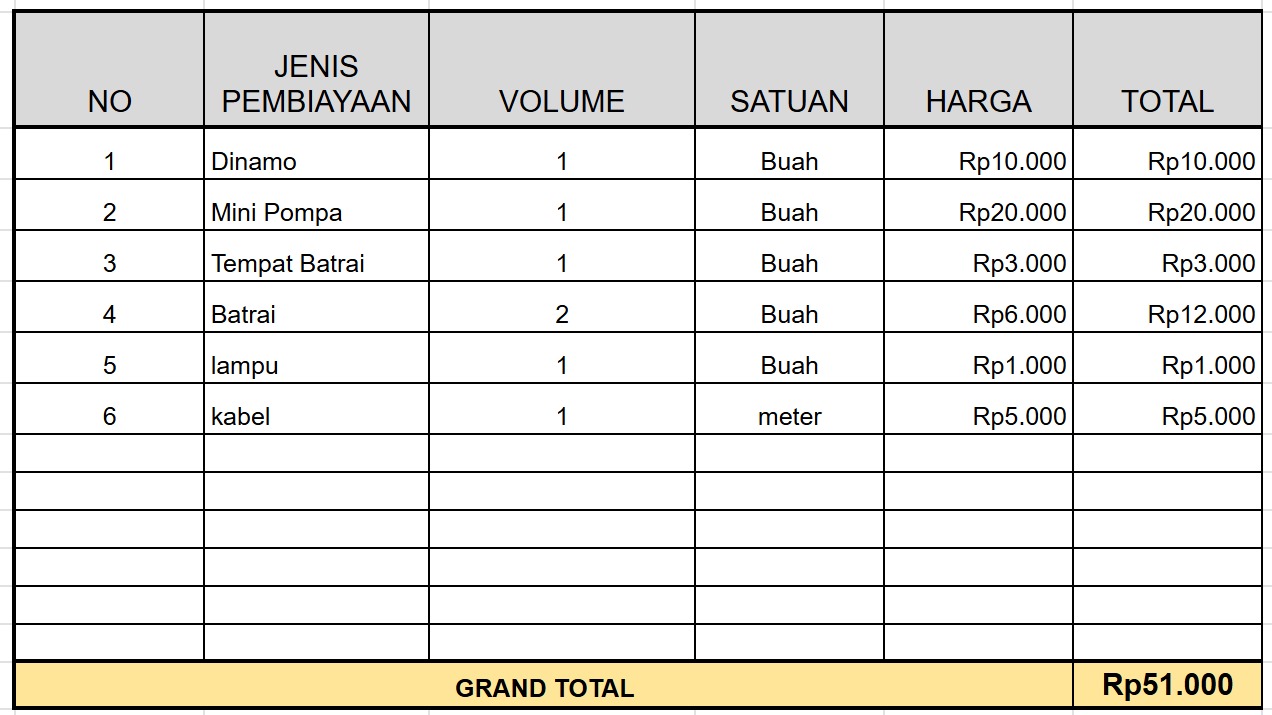 NO JENIS PEMBIAYAAN VOLUME SATUAN HARGA TOTAL
1 Dinamo 1 Buah Rp10.000 Rp10.000
2 Mini Pompa 1 Buah Rp20.000 Rp20.000
3 Tempat Batrai 1 Buah Rp3.000 Rp3.000
4 Batrai 2 Buah Rp6.000 Rp12.000
5 lampu 1 Buah Rp1.000 Rp1.000
6 kabel 1 meter Rp5.000 Rp5.000
GRAND TOTAL Rp51.000